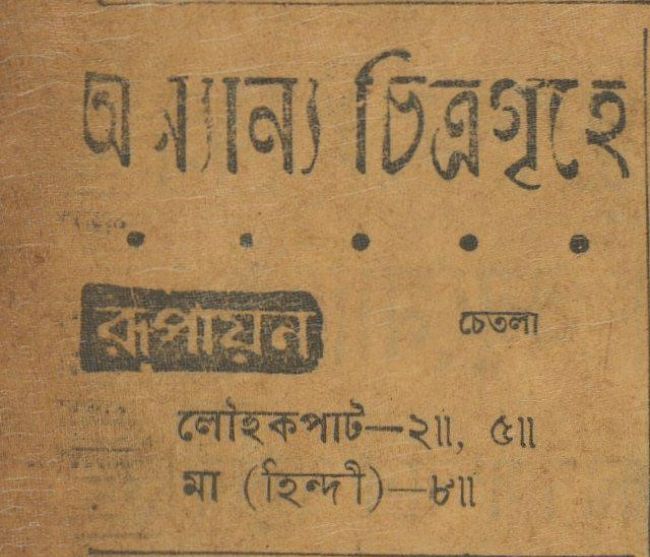 অন্যান্য চিত্রগৃহে
রূপায়ন চেতলা
লৌহকপাট—২॥, ৫॥
মা (হিন্দী)—৮॥